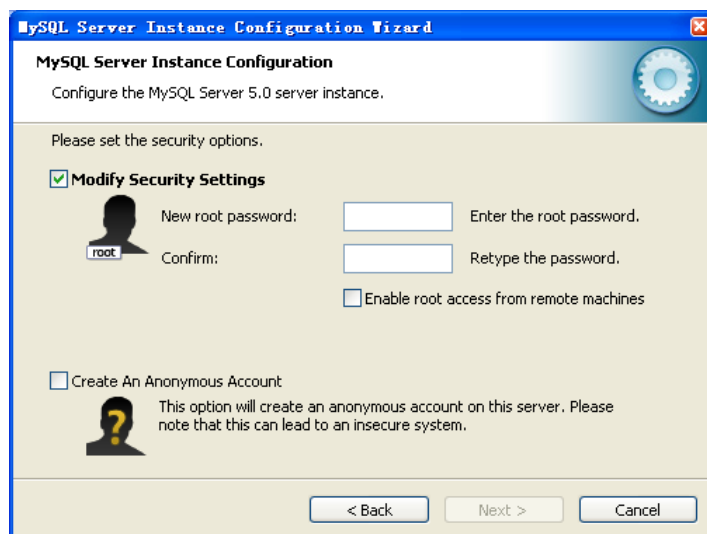 MySQL Server Instance Configuration Wizard
MySQL Server Instance Configuration
Configure the MySQL Server 5.0 server instance.
Please set the security options.
Modify Security Settings
New root password: Enter the root password.
root
Confirm: Retype the password.
Enable root access from remote machines
Create An Anonymous Account
This option will create an anonymous account on this server. Please
note that this can lead to an insecure system.
< Back Next > Cancel